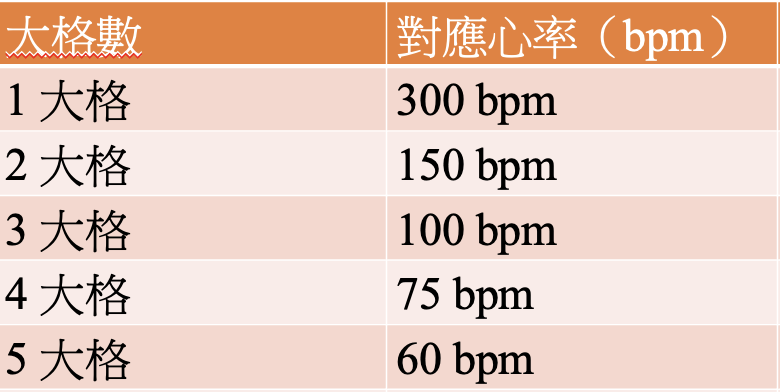 大格數 對應心率（bpm）
1 大格 300 bpm
2 大格 150 bpm
3 大格 100 bpm
4 大格 75 bpm
5 大格 60 bpm